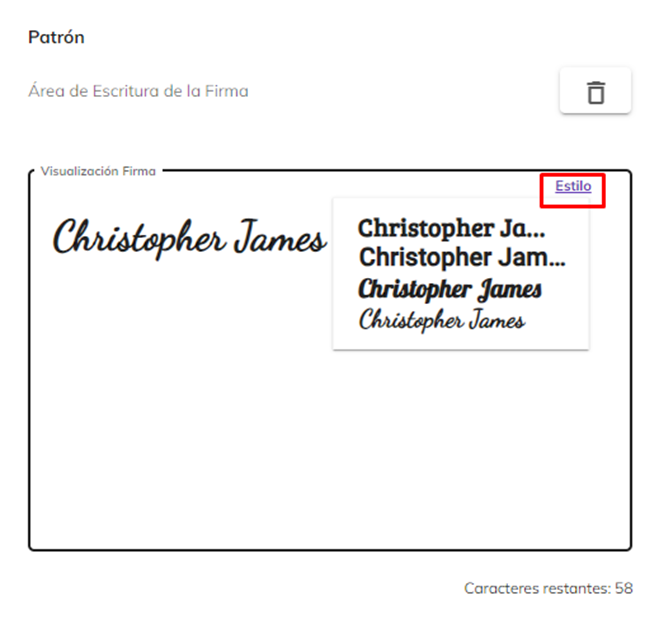 Patrón
Área de Escritura de la Firma
Visualización Firma
Estilo
Christopher James
Christopher Ja...
Christopher Jam...
Christopher James
Christopher James
Caracteres restantes: 58